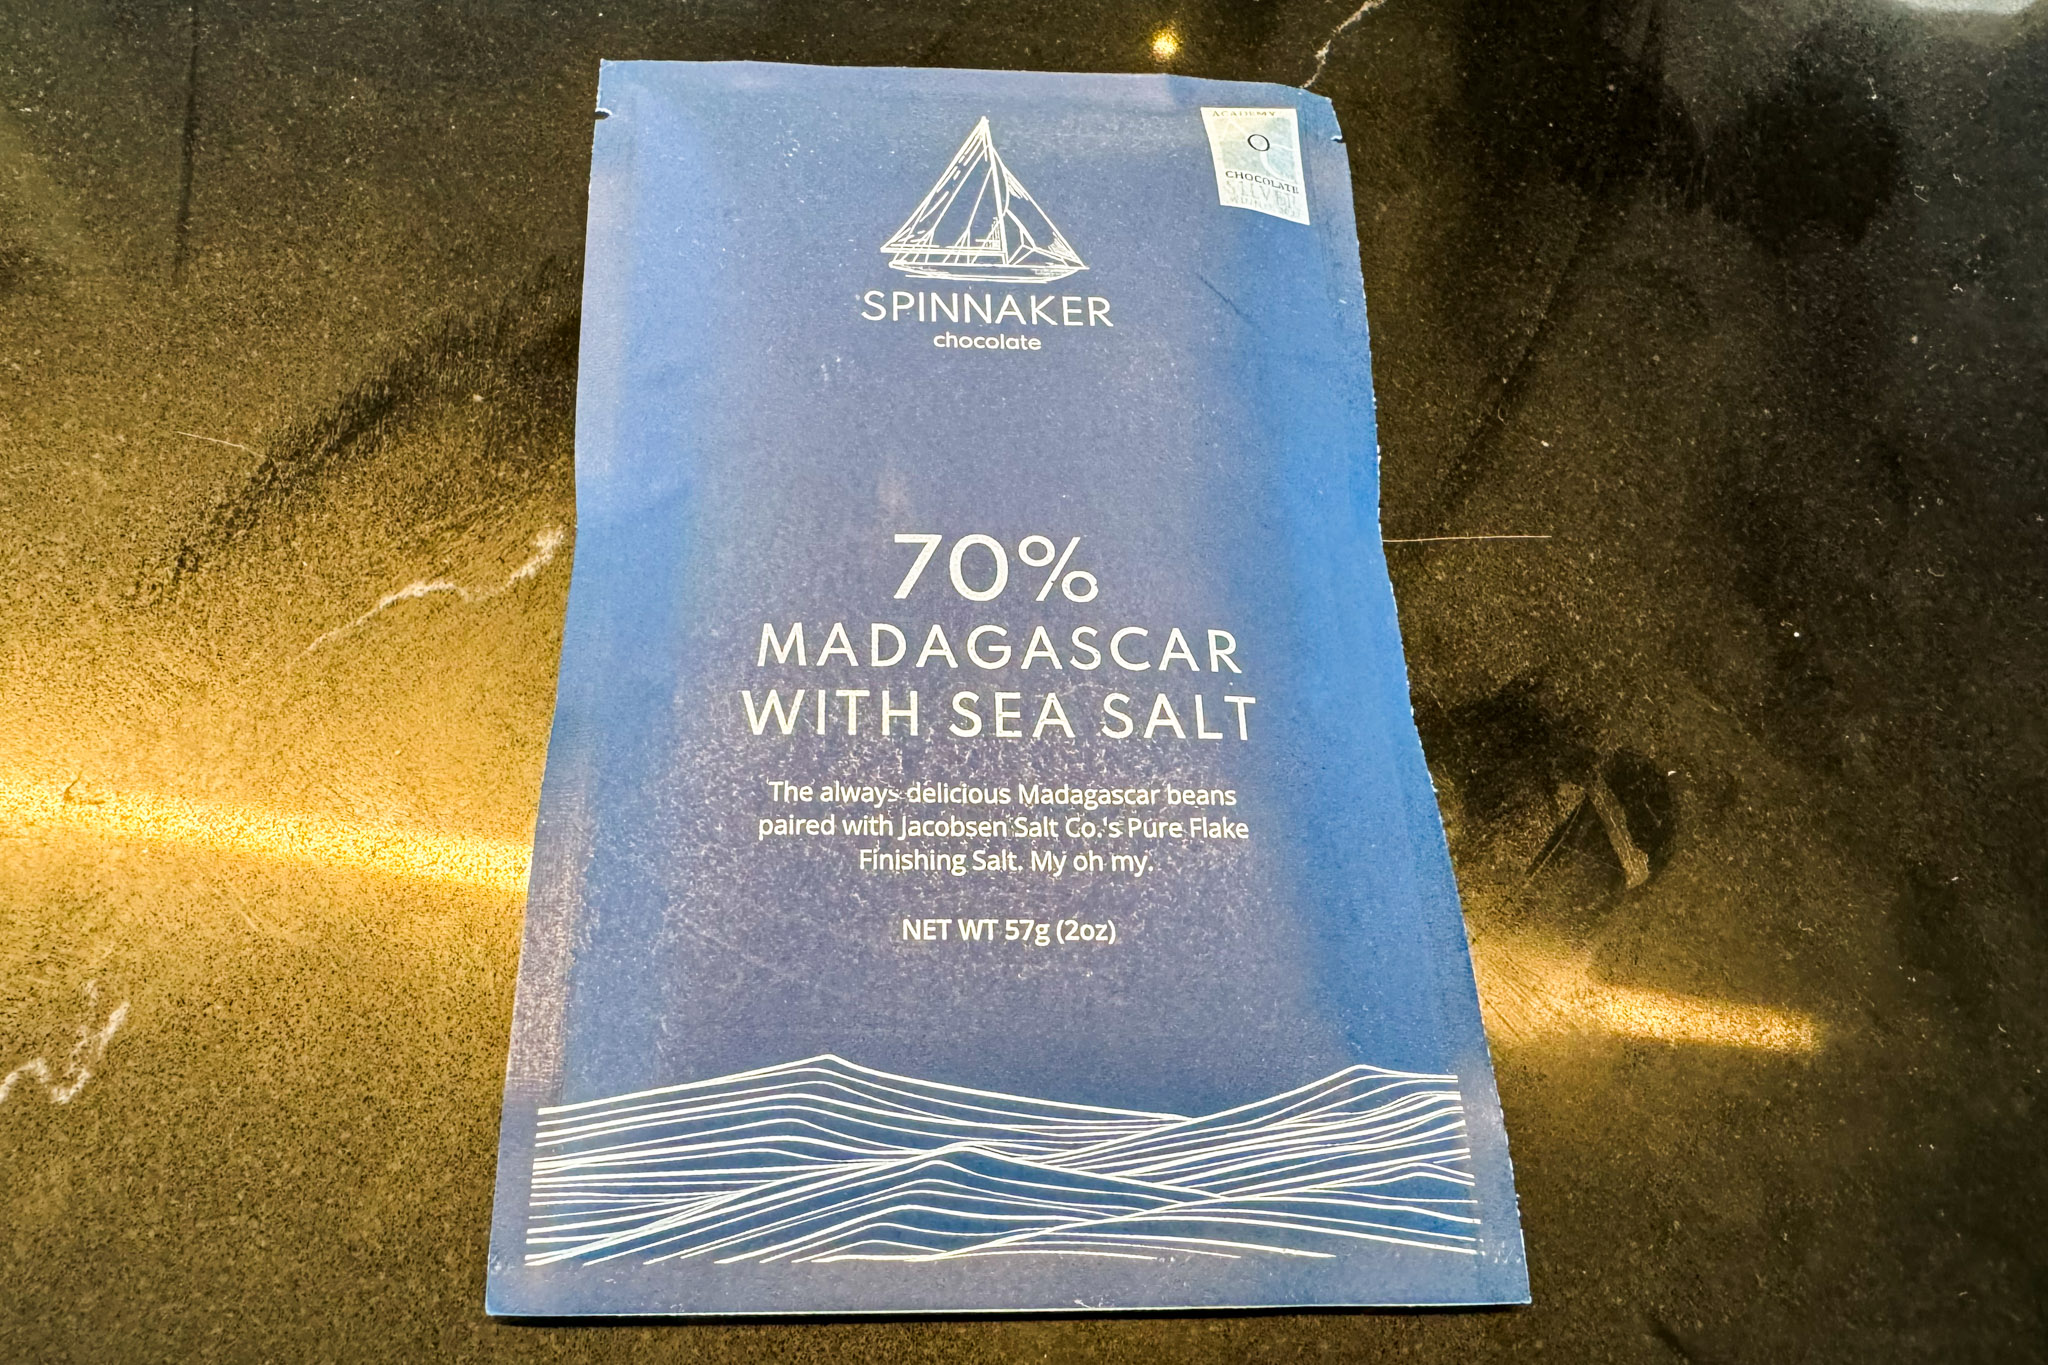 ACADEMY
O
CHOCOLATE
SILVER
SPINNAKER
chocolate
70%
MADAGASCAR
WITH SEA SALT
The always delicious Madagascar beans
paired with Jacobsen Salt Co.'s Pure Flake
Finishing Salt. My oh my.
NET WT 57g (2oz)